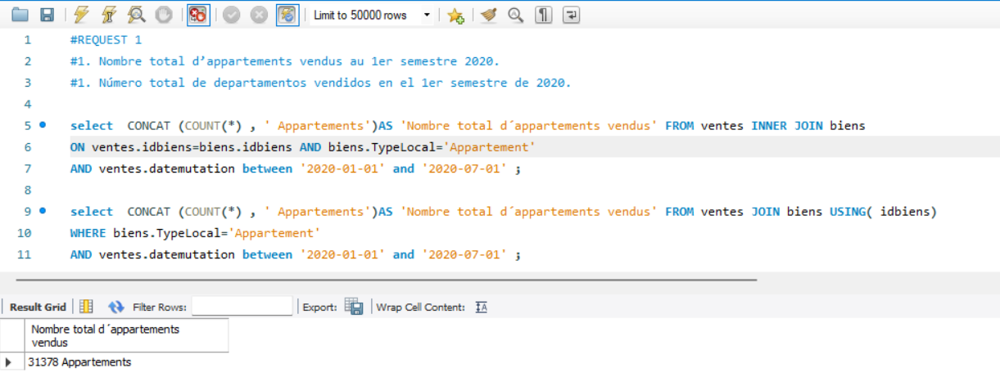 Limit to 50000 rows
1 #REQUEST 1
2 #1. Nombre total d’appartements vendus au 1er semestre 2020.
3 #1. Número total de departamentos vendidos en el 1er semestre de 2020.
4
5 select  CONCAT (COUNT(*) , ' Appartements')AS 'Nombre total d´appartements vendus' FROM ventes INNER JOIN biens
6 ON ventes.idbiens=biens.idbiens AND biens.TypeLocal='Appartement'
7 AND ventes.datemutation between '2020-01-01' and '2020-07-01' ;
8
9 select  CONCAT (COUNT(*) , ' Appartements')AS 'Nombre total d´appartements vendus' FROM ventes JOIN biens USING( idbiens)
10 WHERE biens.TypeLocal='Appartement'
11 AND ventes.datemutation between '2020-01-01' and '2020-07-01' ;
Result Grid Filter Rows: Export: Wrap Cell Content: IA
Nombre total d´appartements
vendus
31378 Appartements